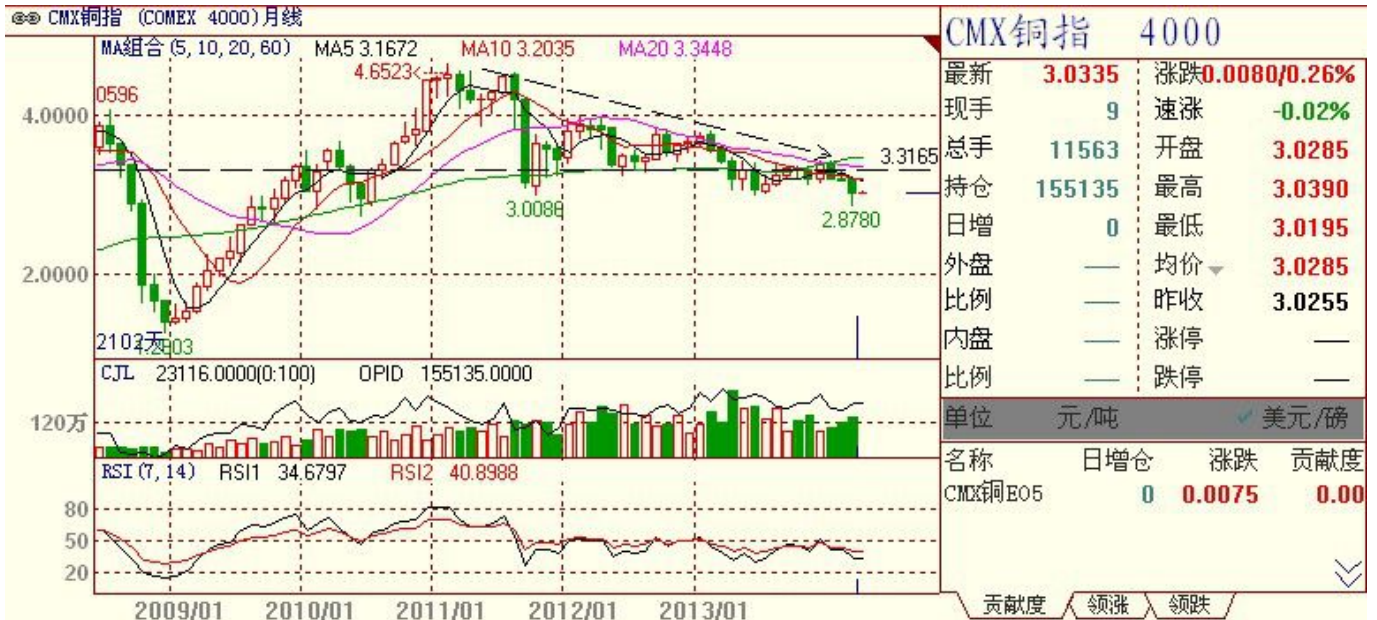 CMX铜指 (COMEX 4000)月线
MA组合(5,10,20,60) MA5 3.1672 MA10 3.2035 MA20 3.3448
4.6523
0596
4.0000
3.3165
3.0086
2.8780
2.0000
2102天
1.2803
CJL 23116.0000(0:100) OPID 155135.0000
120万
RSI(7,14) RSI1 34.6797 RSI2 40.8988
80
50
20
2009/01 2010/01 2011/01 2012/01 2013/01
CMX铜指 4000
最新 3.0335 涨跌0.0080/0.26%
现手 9 速涨 -0.02%
总手 11563 开盘 3.0285
持仓 155135 最高 3.0390
日增 0 最低 3.0195
外盘 — 均价 3.0285
比例 — 昨收 3.0255
内盘 — 涨停 —
比例 — 跌停 —
单位 元/吨 ✓ 美元/磅
名称 日增仓 涨跌 贡献度
CMX铜E05 0 0.0075 0.00
贡献度 领涨 领跌